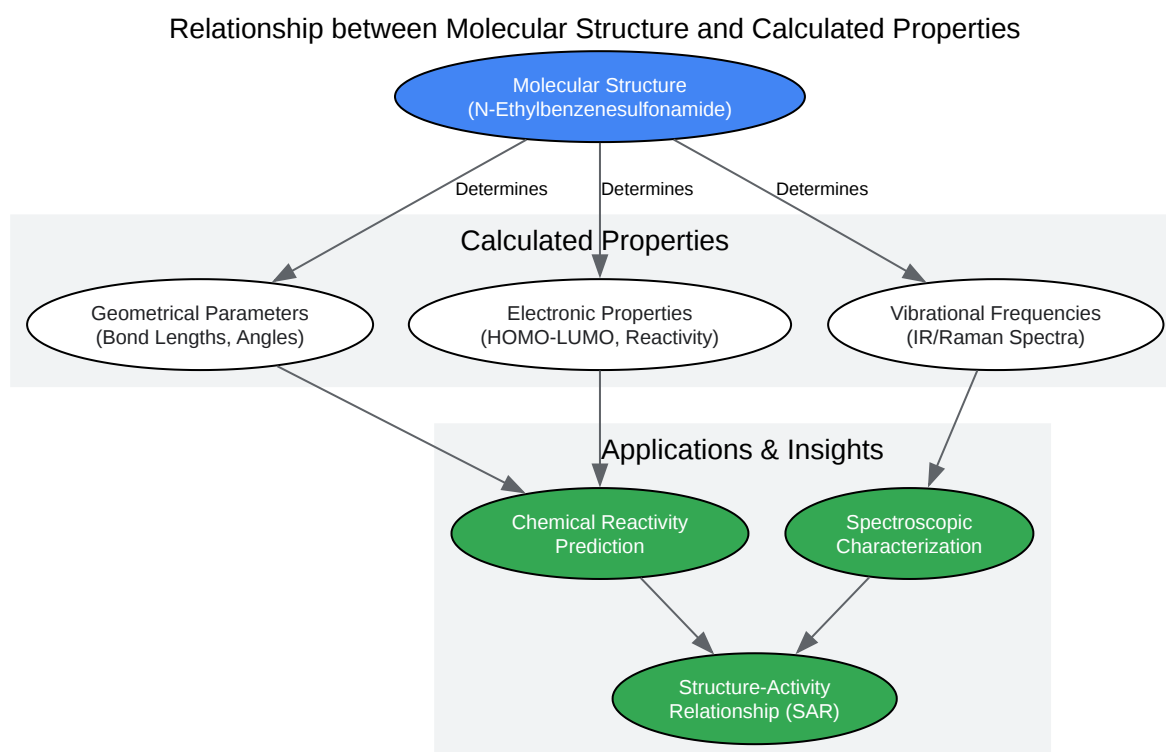 Relationship between Molecular Structure and Calculated Properties
Molecular Structure
(N-Ethylbenzenesulfonamide)
Determines
Determines
Determines
Calculated Properties
Geometrical Parameters
(Bond Lengths, Angles)
Electronic Properties
(HOMO-LUMO, Reactivity)
Vibrational Frequencies
(IR/Raman Spectra)
Applications & Insights
Chemical Reactivity
Prediction
Spectroscopic
Characterization
Structure-Activity
Relationship (SAR)